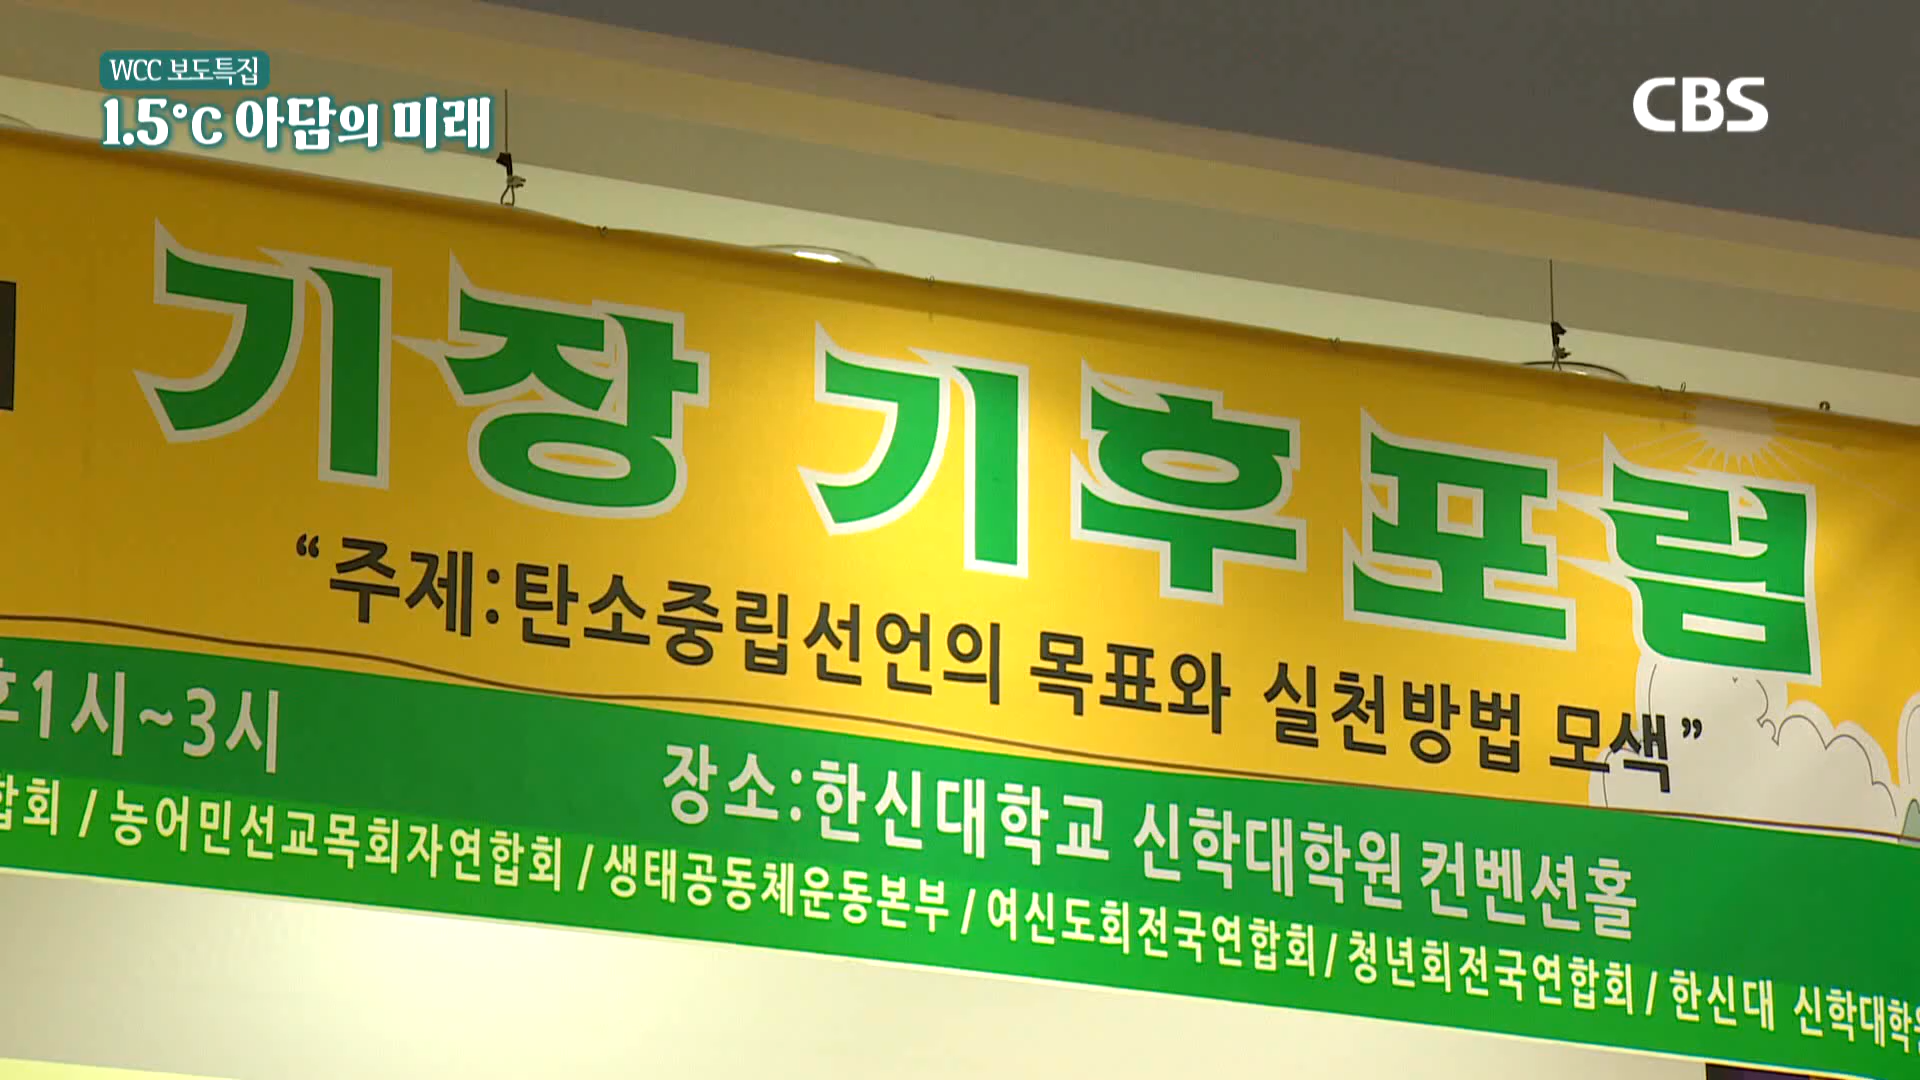 WCC 보도특집
1.5℃ 아담의 미래
CBS
기장 기후포럼
“주제:탄소중립선언의 목표와 실천방법 모색”
1시~3시 장소:한신대학교 신학대학원 컨벤션홀
/ 농어민선교목회자연합회 / 생태공동체운동본부 / 여신도회전국연합회 / 청년회전국연합회 / 한신대 신학대학원